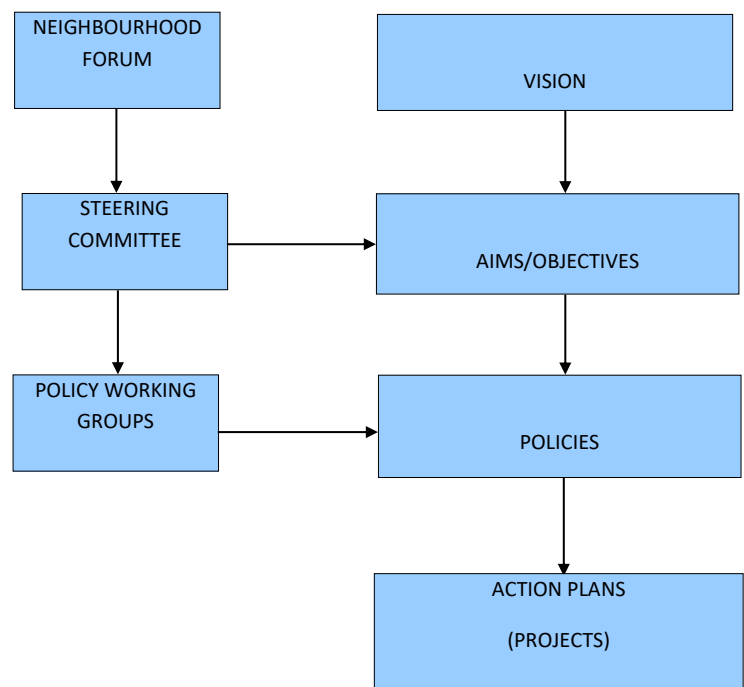 NEIGHBOURHOOD
FORUM
VISION
STEERING
COMMITTEE
AIMS/OBJECTIVES
POLICY WORKING
GROUPS
POLICIES
ACTION PLANS
(PROJECTS)